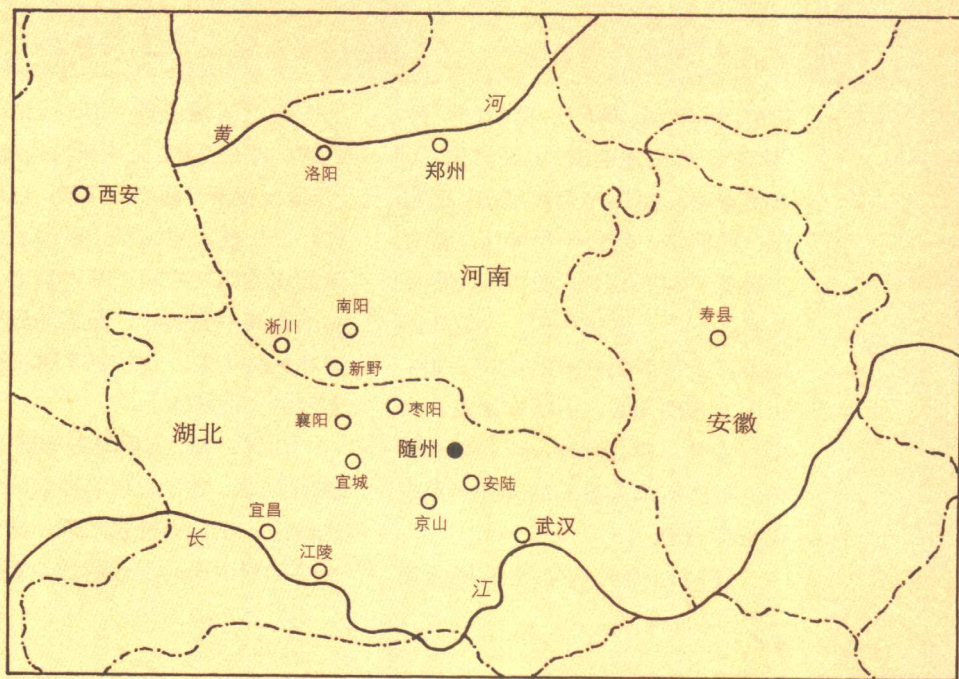 河
黄
洛阳
郑州
西安
河南
南阳
淅川
寿县
新野
枣阳
襄阳
湖北
安徽
随州
宜城
安陆
宜昌
京山
长
武汉
江陵
江